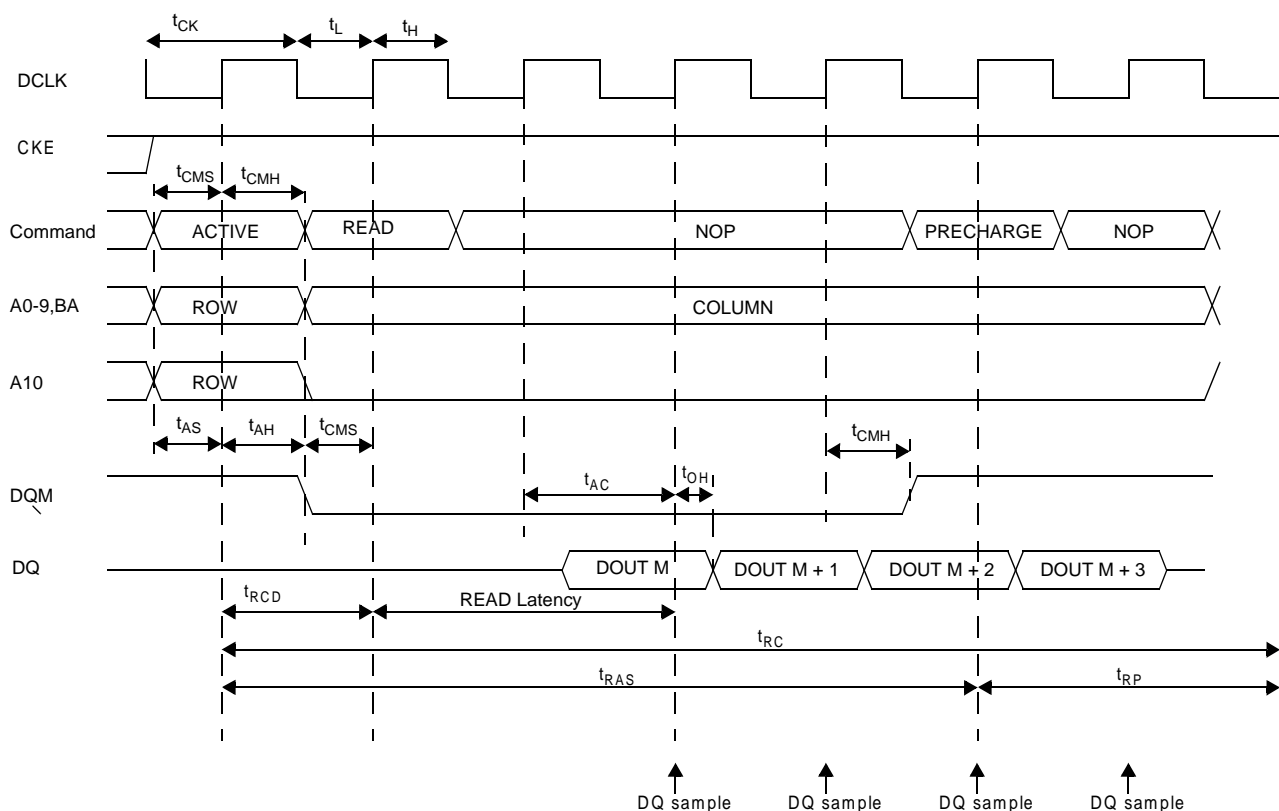 tCK tL tH
DCLK
CKE
tCMS tCMH
Command ACTIVE READ NOP PRECHARGE NOP
A0-9,BA ROW COLUMN
A10 ROW
tAS tAH tCMS tCMH
tAC tOH
DQM
DQ DOUT M DOUT M + 1 DOUT M + 2 DOUT M + 3
tRCD READ Latency
tRC
tRAS tRP
DQ sample DQ sample DQ sample DQ sample